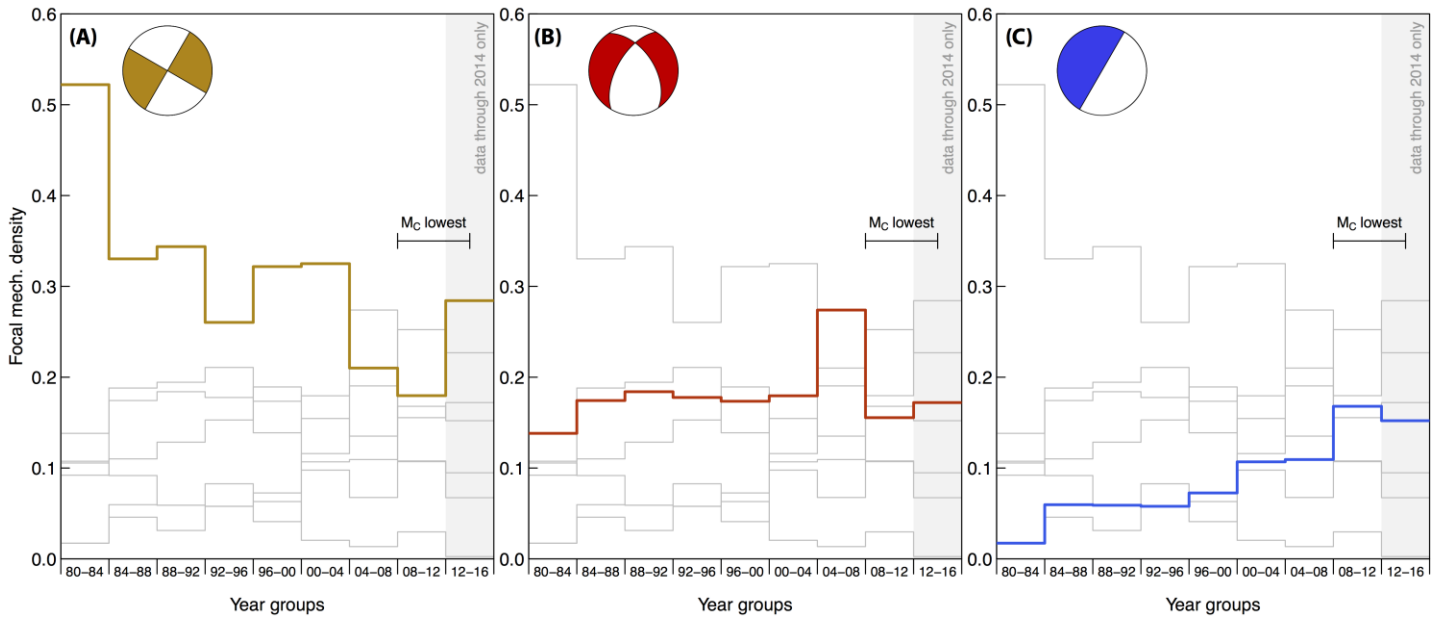 (A)
data through 2014 only
M_C lowest
Focal mech. density
0.6
0.5
0.4
0.3
0.2
0.1
0.0
80–84 84–88 88–92 92–96 96–00 00–04 04–08 08–12 12–16
Year groups
(B)
data through 2014 only
M_C lowest
0.6
0.5
0.4
0.3
0.2
0.1
0.0
80–84 84–88 88–92 92–96 96–00 00–04 04–08 08–12 12–16
Year groups
(C)
data through 2014 only
M_C lowest
0.6
0.5
0.4
0.3
0.2
0.1
0.0
80–84 84–88 88–92 92–96 96–00 00–04 04–08 08–12 12–16
Year groups